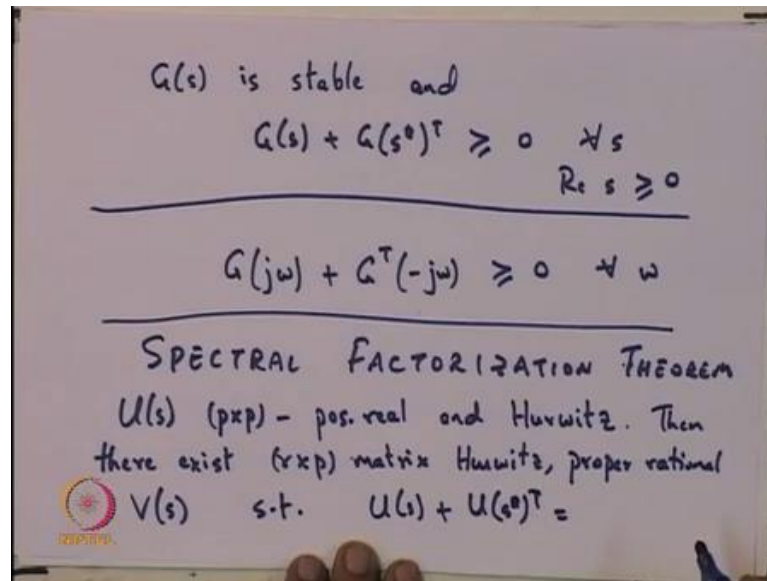 G(s) is stable and
G(s) + G(s*)ᵀ ≥ 0 ∀ s
Re s ≥ 0
G(jω) + Gᵀ(-jω) ≥ 0 ∀ ω
SPECTRAL FACTORIZATION THEOREM
U(s) (p×p) - pos. real and Hurwitz. Then
there exist (r×p) matrix Hurwitz, proper rational
V(s) s.t. U(s) + U(s*)ᵀ =
NPTEL